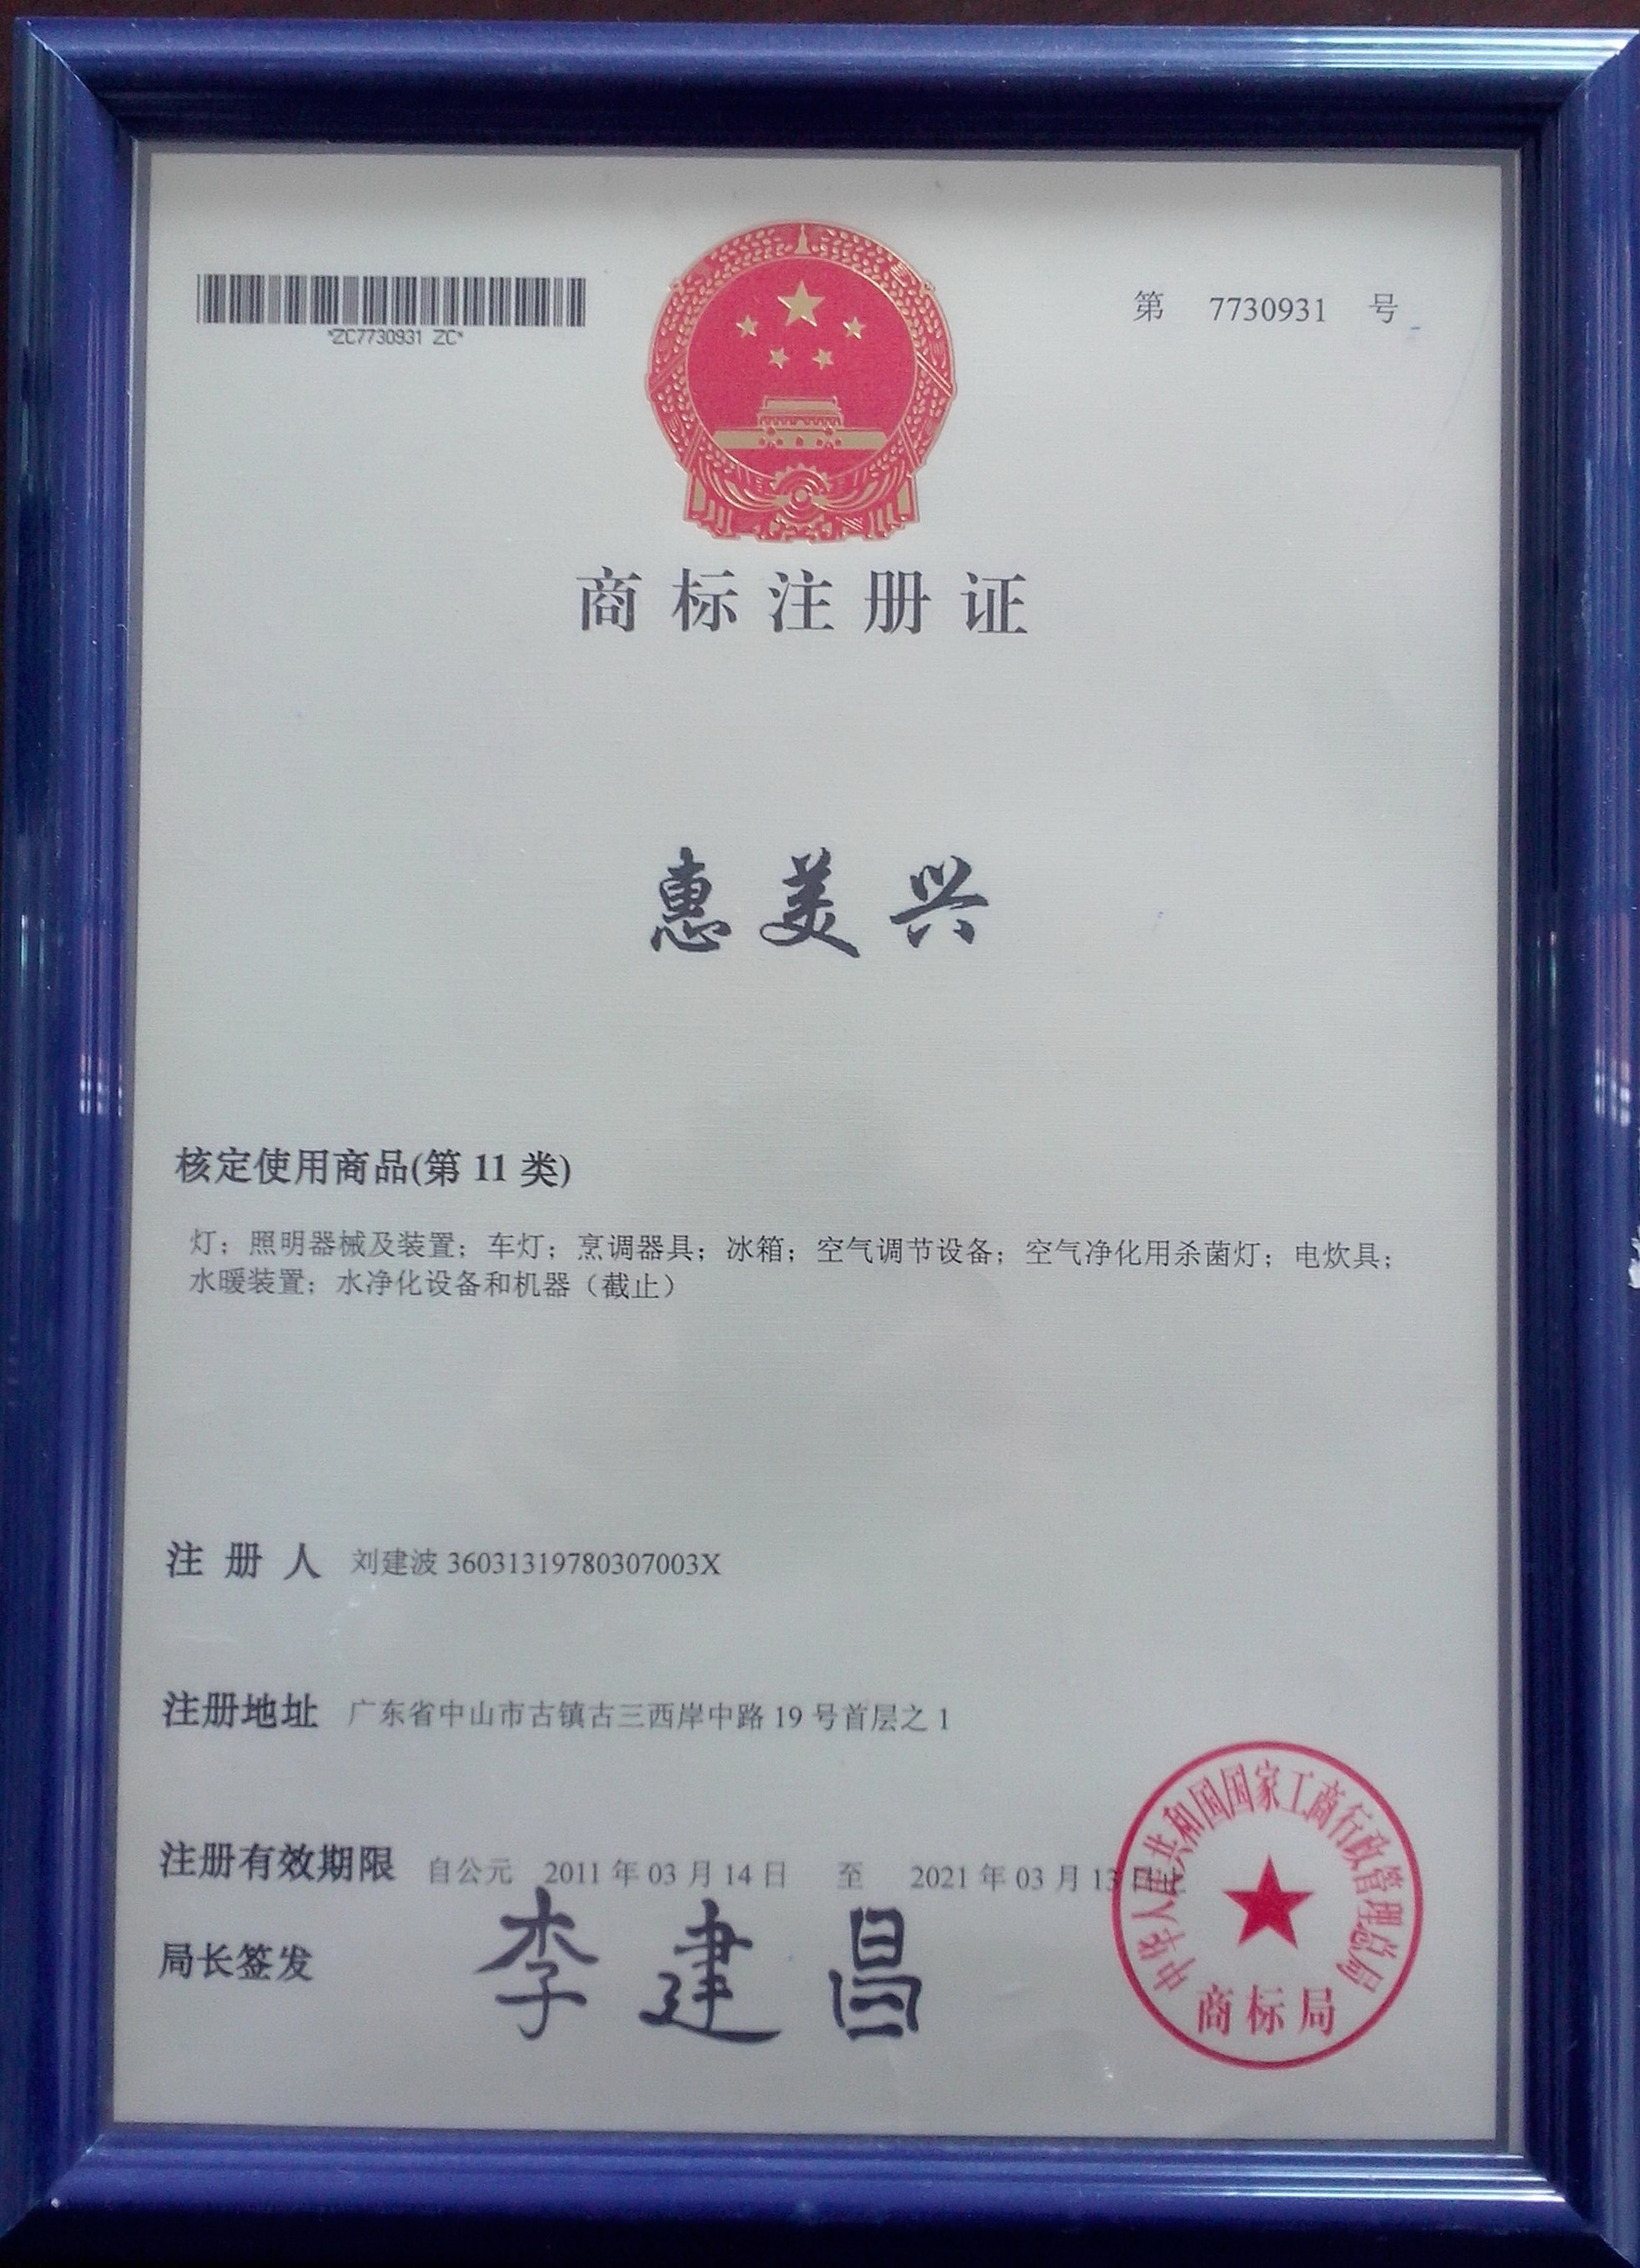 *ZC7730931 ZC*
第 7730931 号
商标注册证
惠美兴
核定使用商品(第 11 类)
灯；照明器械及装置；车灯；烹调器具；冰箱；空气调节设备；空气净化用杀菌灯；电炊具；
水暖装置；水净化设备和机器（截止）
注 册 人 刘建波 36031319780307003X
注册地址 广东省中山市古镇古三西岸中路 19 号首层之 1
注册有效期限 自公元 2011 年 03 月 14 日 至 2021 年 03 月 13 日止
局长签发 李建昌
中华人民共和国国家工商行政管理总局
商标局